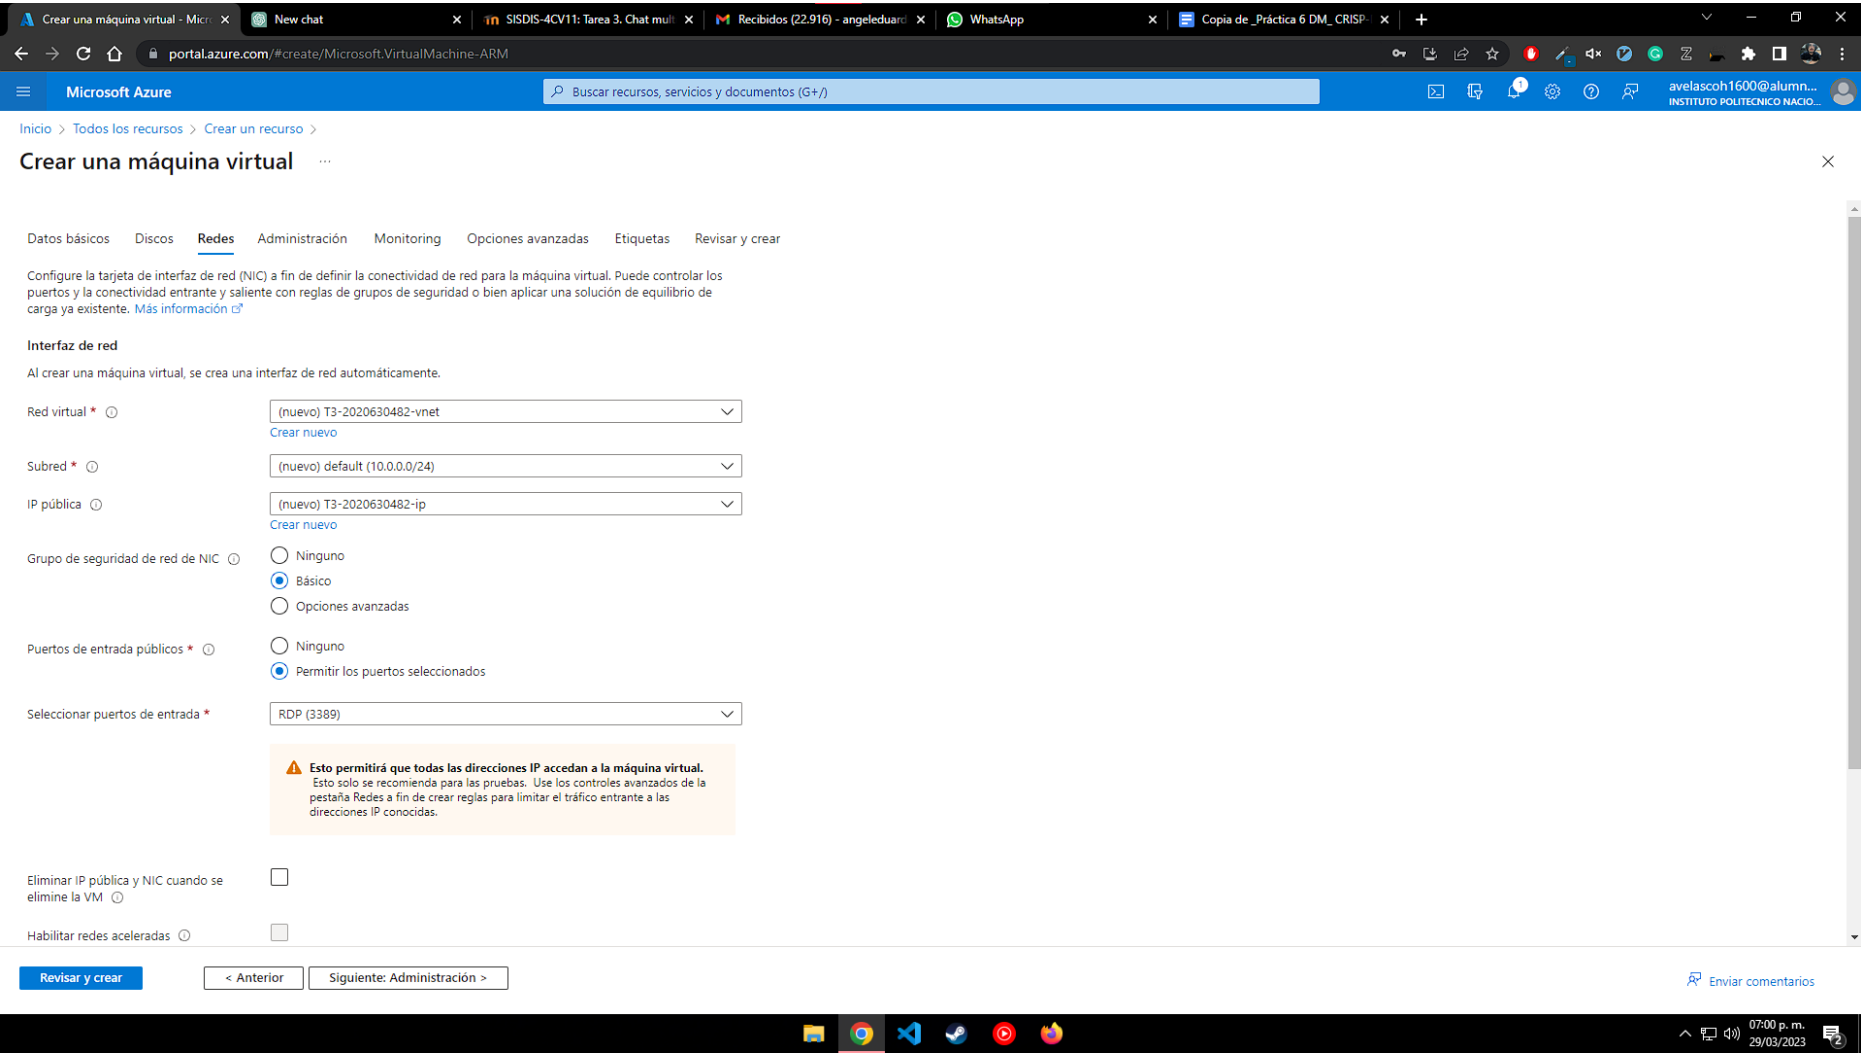 Crear una máquina virtual - Micr
New chat
SISDIS-4CV11: Tarea 3. Chat mult
Recibidos (22.916) - angeleduard
WhatsApp
Copia de _Práctica 6 DM_ CRISP-
portal.azure.com/#create/Microsoft.VirtualMachine-ARM
Microsoft Azure
Buscar recursos, servicios y documentos (G+/)
1
avelascoh1600@alumn...
INSTITUTO POLITECNICO NACIO...
Inicio > Todos los recursos > Crear un recurso >
Crear una máquina virtual ...
Datos básicos Discos Redes Administración Monitoring Opciones avanzadas Etiquetas Revisar y crear
Configure la tarjeta de interfaz de red (NIC) a fin de definir la conectividad de red para la máquina virtual. Puede controlar los
puertos y la conectividad entrante y saliente con reglas de grupos de seguridad o bien aplicar una solución de equilibrio de
carga ya existente. Más información
Interfaz de red
Al crear una máquina virtual, se crea una interfaz de red automáticamente.
Red virtual *
(nuevo) T3-2020630482-vnet
Crear nuevo
Subred *
(nuevo) default (10.0.0.0/24)
IP pública
(nuevo) T3-2020630482-ip
Crear nuevo
Grupo de seguridad de red de NIC
Ninguno
Básico
Opciones avanzadas
Puertos de entrada públicos *
Ninguno
Permitir los puertos seleccionados
Seleccionar puertos de entrada *
RDP (3389)
Esto permitirá que todas las direcciones IP accedan a la máquina virtual.
Esto solo se recomienda para las pruebas. Use los controles avanzados de la
pestaña Redes a fin de crear reglas para limitar el tráfico entrante a las
direcciones IP conocidas.
Eliminar IP pública y NIC cuando se
elimine la VM
Habilitar redes aceleradas
Revisar y crear
< Anterior
Siguiente: Administración >
Enviar comentarios
07:00 p. m.
29/03/2023
2